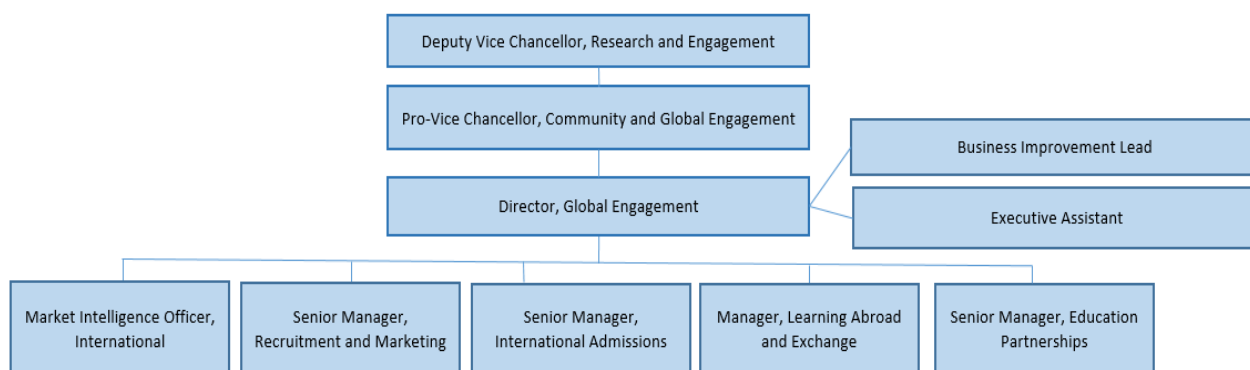 Deputy Vice Chancellor, Research and Engagement
Pro-Vice Chancellor, Community and Global Engagement
Business Improvement Lead
Director, Global Engagement
Executive Assistant
Market Intelligence Officer,
International
Senior Manager,
Recruitment and Marketing
Senior Manager,
International Admissions
Manager, Learning Abroad
and Exchange
Senior Manager, Education
Partnerships